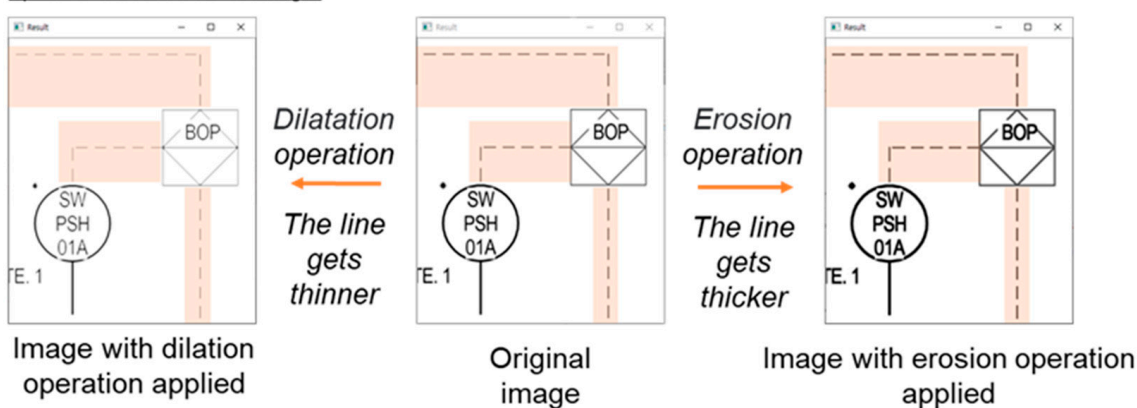 Result
Result
Result
BOP
SW
PSH
01A
TE. 1
Dilatation
operation
The line
gets
thinner
BOP
SW
PSH
01A
TE. 1
Erosion
operation
The line
gets
thicker
BOP
SW
PSH
01A
TE. 1
Image with dilation
operation applied
Original
image
Image with erosion operation
applied